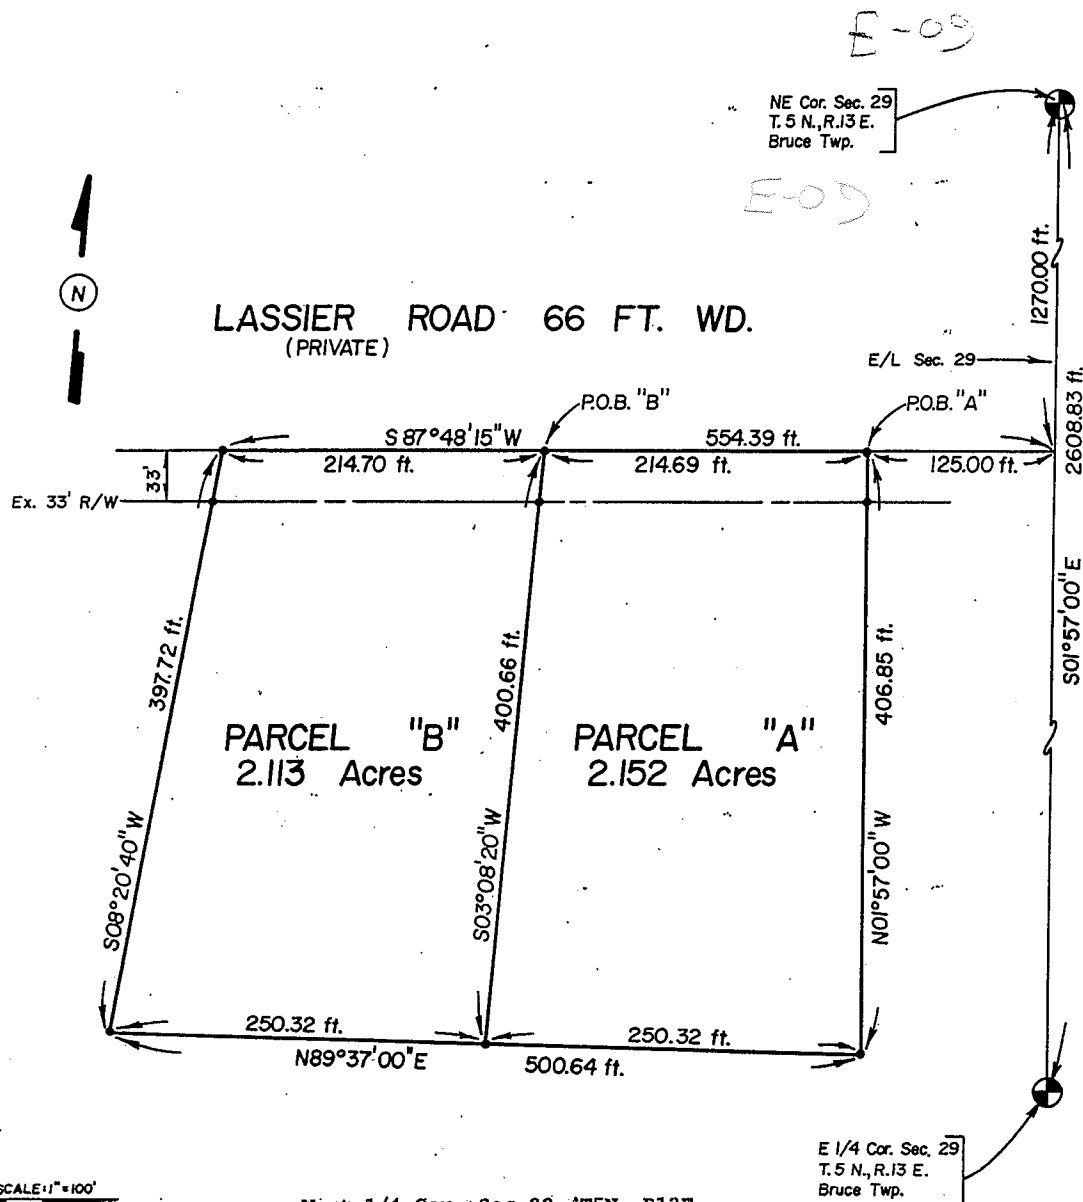 E-09
NE Cor. Sec. 29
T. 5 N., R.13 E.
Bruce Twp.
E-09
N
1270.00 ft.
LASSIER ROAD 66 FT. WD.
(PRIVATE)
E/L Sec. 29
2608.83 ft.
P.O.B. "B"
P.O.B. "A"
S 87°48'15" W
554.39 ft.
214.70 ft.
214.69 ft.
125.00 ft.
33'
Ex. 33' R/W
S01°57'00" E
397.72 ft.
400.66 ft.
406.85 ft.
PARCEL "B"
2.113 Acres
PARCEL "A"
2.152 Acres
S08°20'40" W
S03°08'20" W
N01°57'00" W
250.32 ft.
250.32 ft.
N89°37'00" E
500.64 ft.
E 1/4 Cor. Sec. 29
T. 5 N., R.13 E.
Bruce Twp.
SCALE: 1" = 100'